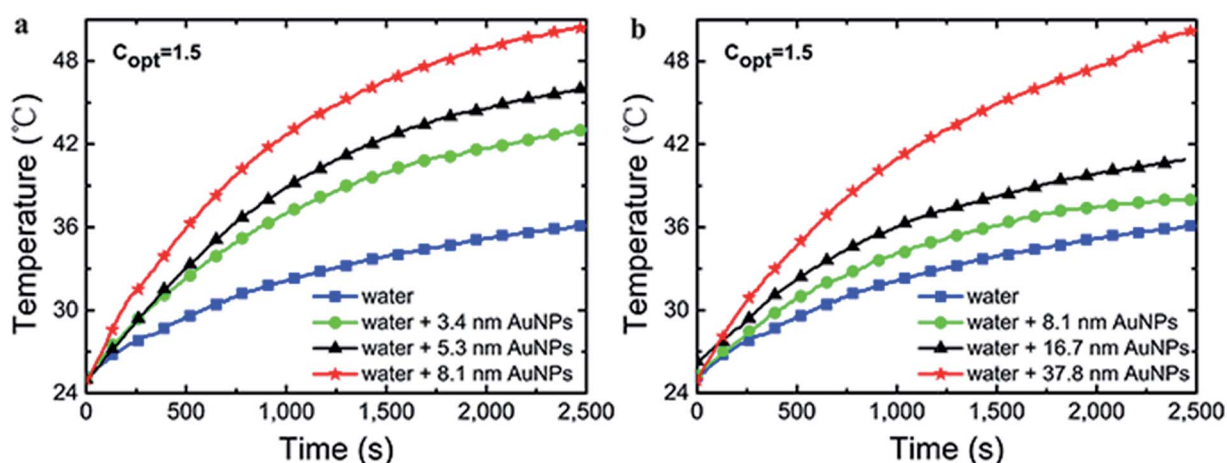 a
C_opt=1.5
Temperature (℃)
48
42
36
30
24
water
water + 3.4 nm AuNPs
water + 5.3 nm AuNPs
water + 8.1 nm AuNPs
0
500
1,000
1,500
2,000
2,500
Time (s)
b
C_opt=1.5
Temperature (℃)
48
42
36
30
24
water
water + 8.1 nm AuNPs
water + 16.7 nm AuNPs
water + 37.8 nm AuNPs
0
500
1,000
1,500
2,000
2,500
Time (s)